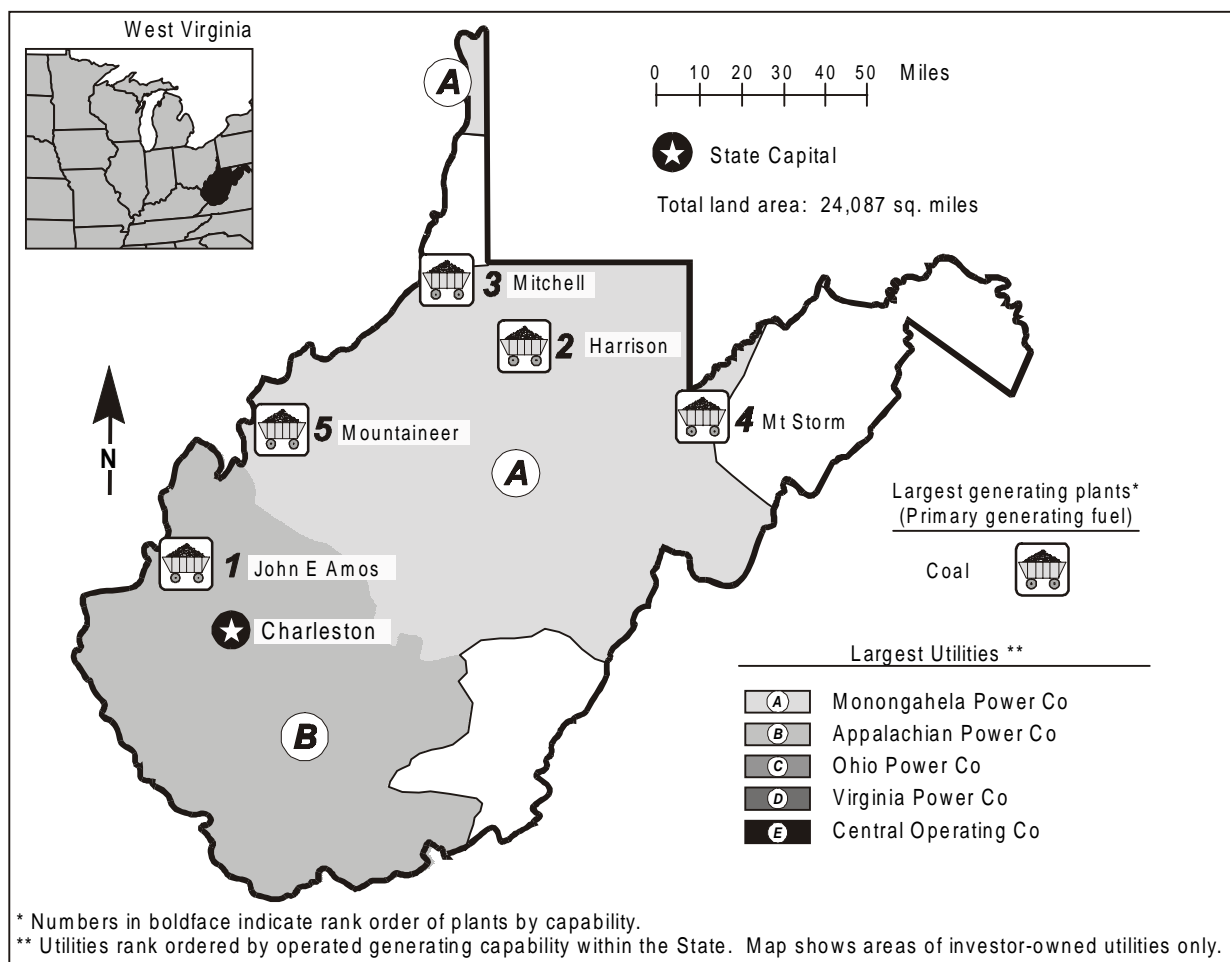 West Virginia
0 10 20 30 40 50 Miles
State Capital
Total land area: 24,087 sq. miles
A
3 Mitchell
2 Harrison
4 Mt Storm
5 Mountaineer
N
A
1 John E Amos
Charleston
B
Largest generating plants*
(Primary generating fuel)
Coal
Largest Utilities **
A Monongahela Power Co
B Appalachian Power Co
C Ohio Power Co
D Virginia Power Co
E Central Operating Co
* Numbers in boldface indicate rank order of plants by capability.
** Utilities rank ordered by operated generating capability within the State. Map shows areas of investor-owned utilities only.